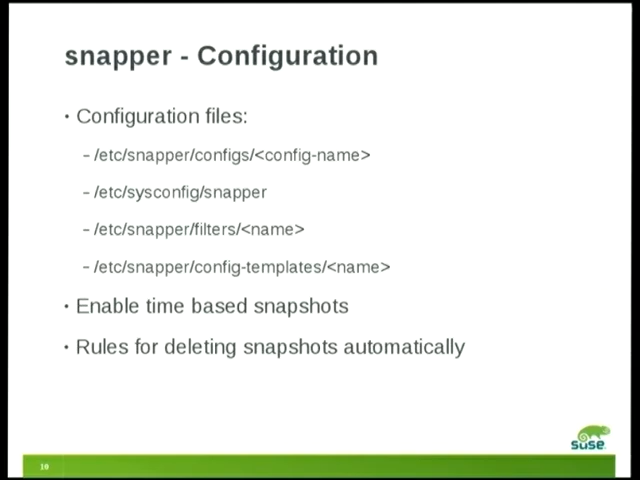 snapper - Configuration
• Configuration files:
– /etc/snapper/configs/<config-name>
– /etc/sysconfig/snapper
– /etc/snapper/filters/<name>
– /etc/snapper/config-templates/<name>
• Enable time based snapshots
• Rules for deleting snapshots automatically
SUSE
10